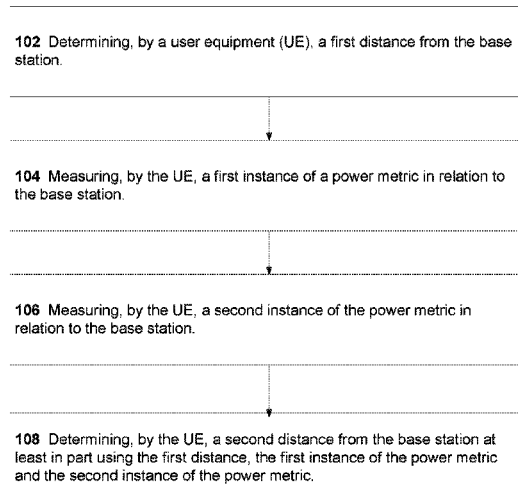 102 Determining, by a user equipment (UE), a first distance from the base
station.
104 Measuring, by the UE, a first instance of a power metric in relation to
the base station.
106 Measuring, by the UE, a second instance of the power metric in
relation to the base station.
108 Determining, by the UE, a second distance from the base station at
least in part using the first distance, the first instance of the power metric
and the second instance of the power metric.